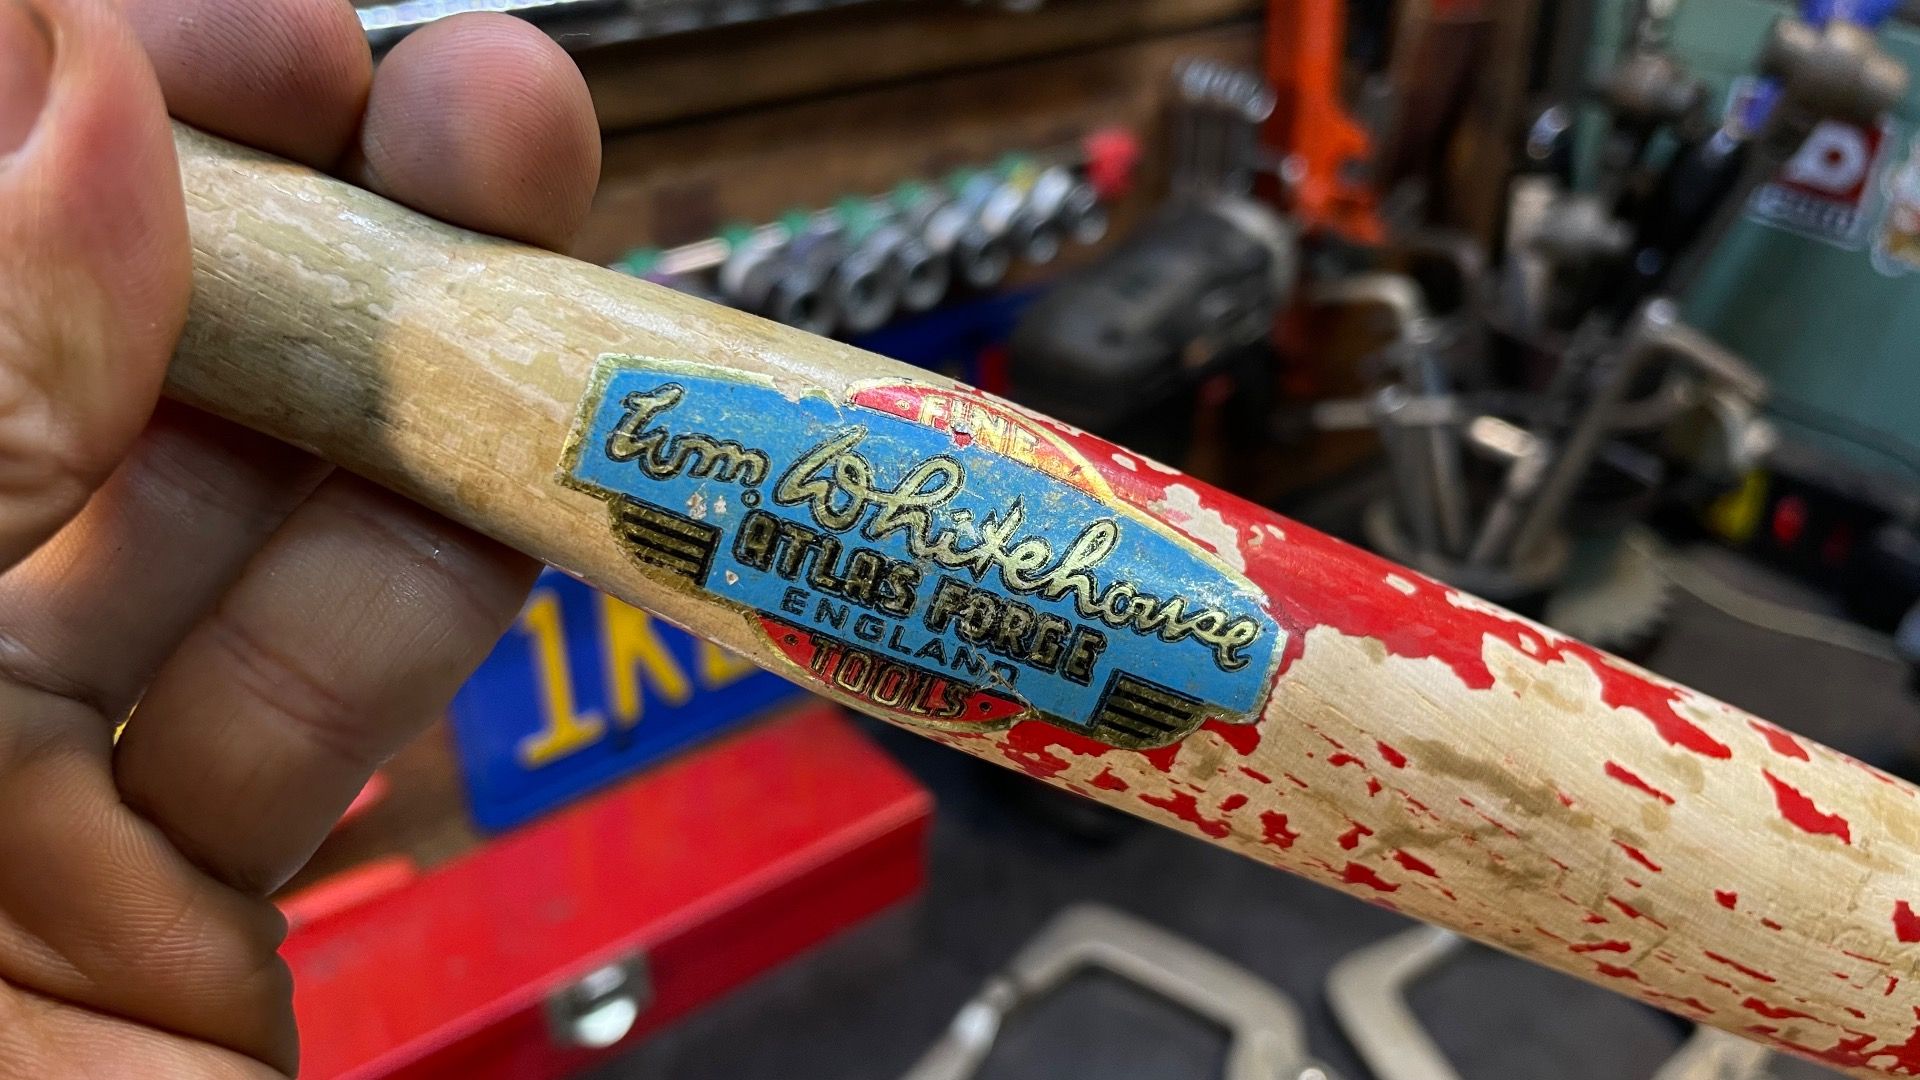 FINE
Wm. Whitehouse
ATLAS FORGE
ENGLAND
TOOLS